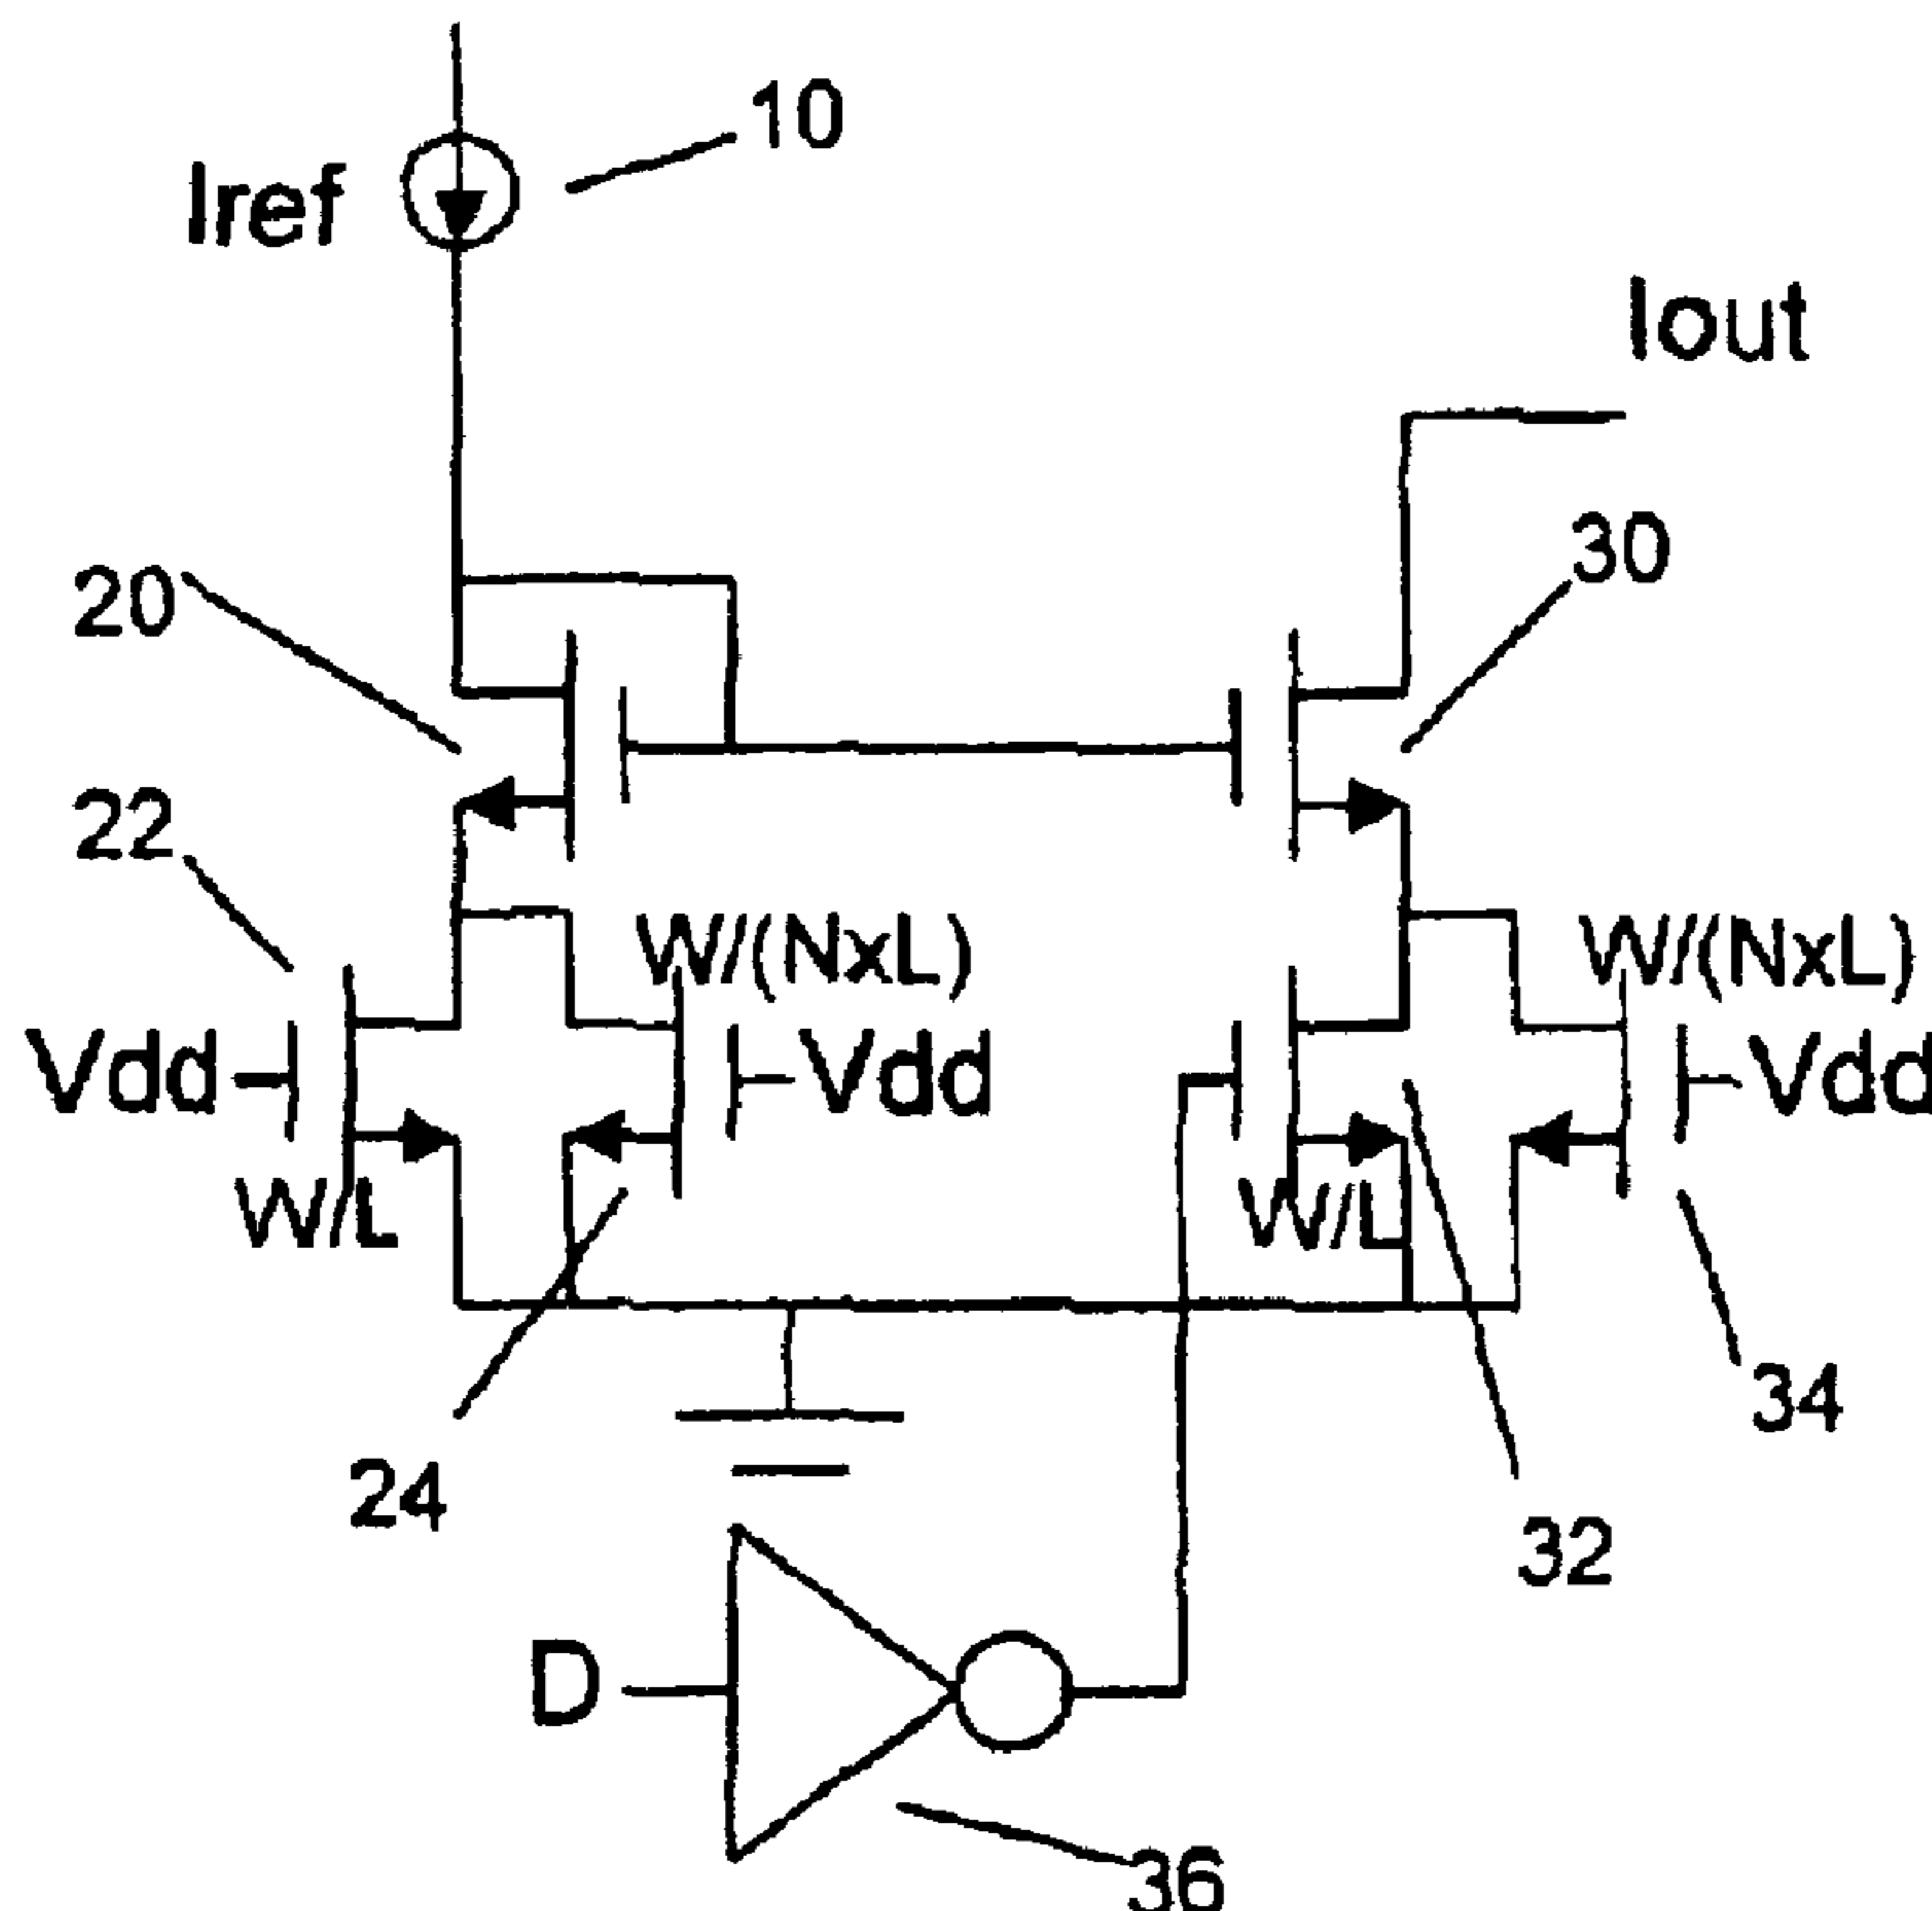 10
Iref
Iout
30
20
22
W/(NxL)
W/(NxL)
Vdd
Vdd
Vdd
W/L
W/L
34
24
32
D
36